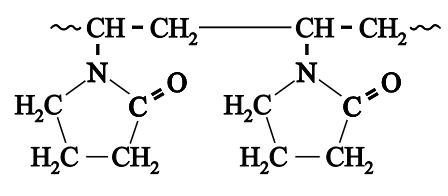 CH - CH₂ — CH - CH₂
N N
O O
H₂C C H₂C C
H₂C — CH₂ H₂C — CH₂